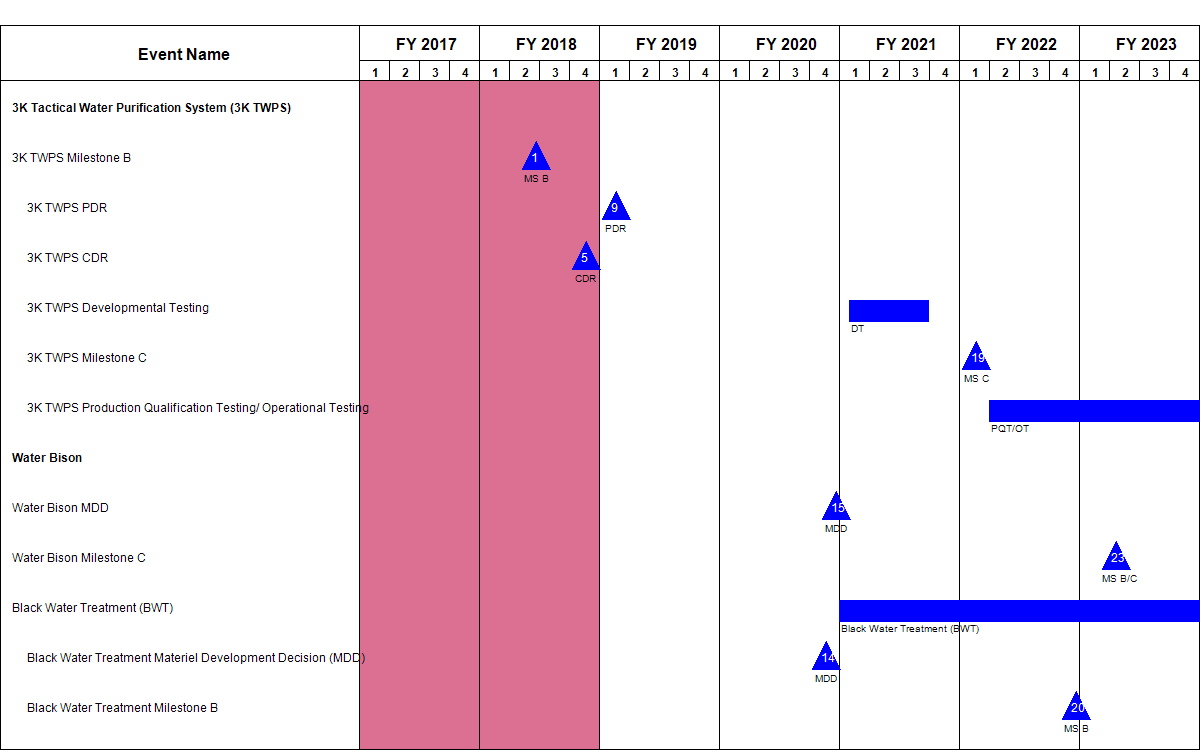 Event Name
FY 2017 FY 2018 FY 2019 FY 2020 FY 2021 FY 2022 FY 2023
1 2 3 4 1 2 3 4 1 2 3 4 1 2 3 4 1 2 3 4 1 2 3 4 1 2 3 4
3K Tactical Water Purification System (3K TWPS)
3K TWPS Milestone B 1
MS B
3K TWPS PDR 9
PDR
3K TWPS CDR 5
CDR
3K TWPS Developmental Testing
DT
3K TWPS Milestone C 19
MS C
3K TWPS Production Qualification Testing/ Operational Testing
PQT/OT
Water Bison
Water Bison MDD 15
MDD
Water Bison Milestone C 23
MS B/C
Black Water Treatment (BWT)
Black Water Treatment (BWT)
Black Water Treatment Materiel Development Decision (MDD) 14
MDD
Black Water Treatment Milestone B 20
MS B